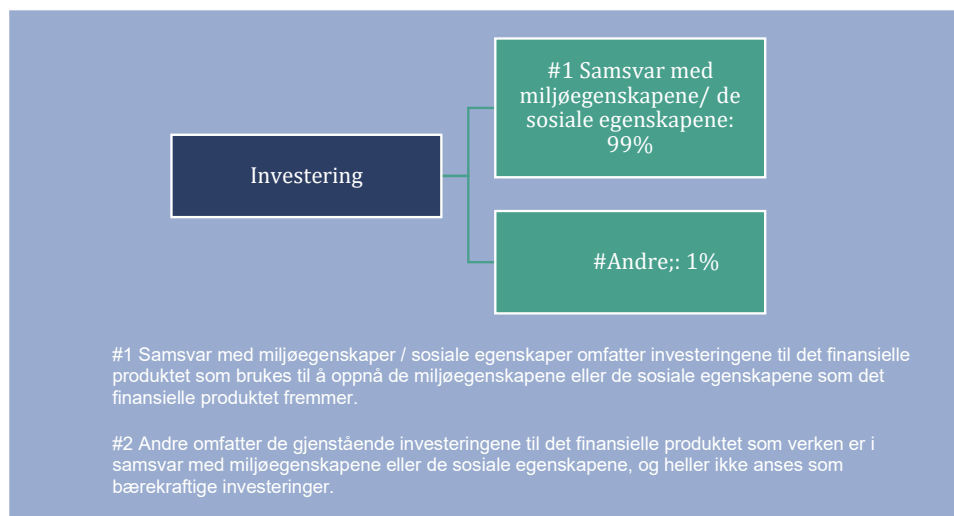 #1 Samsvar med
miljøegenskapene/ de
sosiale egenskapene:
99%
Investering
#Andre;: 1%
#1 Samsvar med miljøegenskaper / sosiale egenskaper omfatter investeringene til det finansielle
produktet som brukes til å oppnå de miljøegenskapene eller de sosiale egenskapene som det
finansielle produktet fremmer.
#2 Andre omfatter de gjenstående investeringene til det finansielle produktet som verken er i
samsvar med miljøegenskapene eller de sosiale egenskapene, og heller ikke anses som
bærekraftige investeringer.